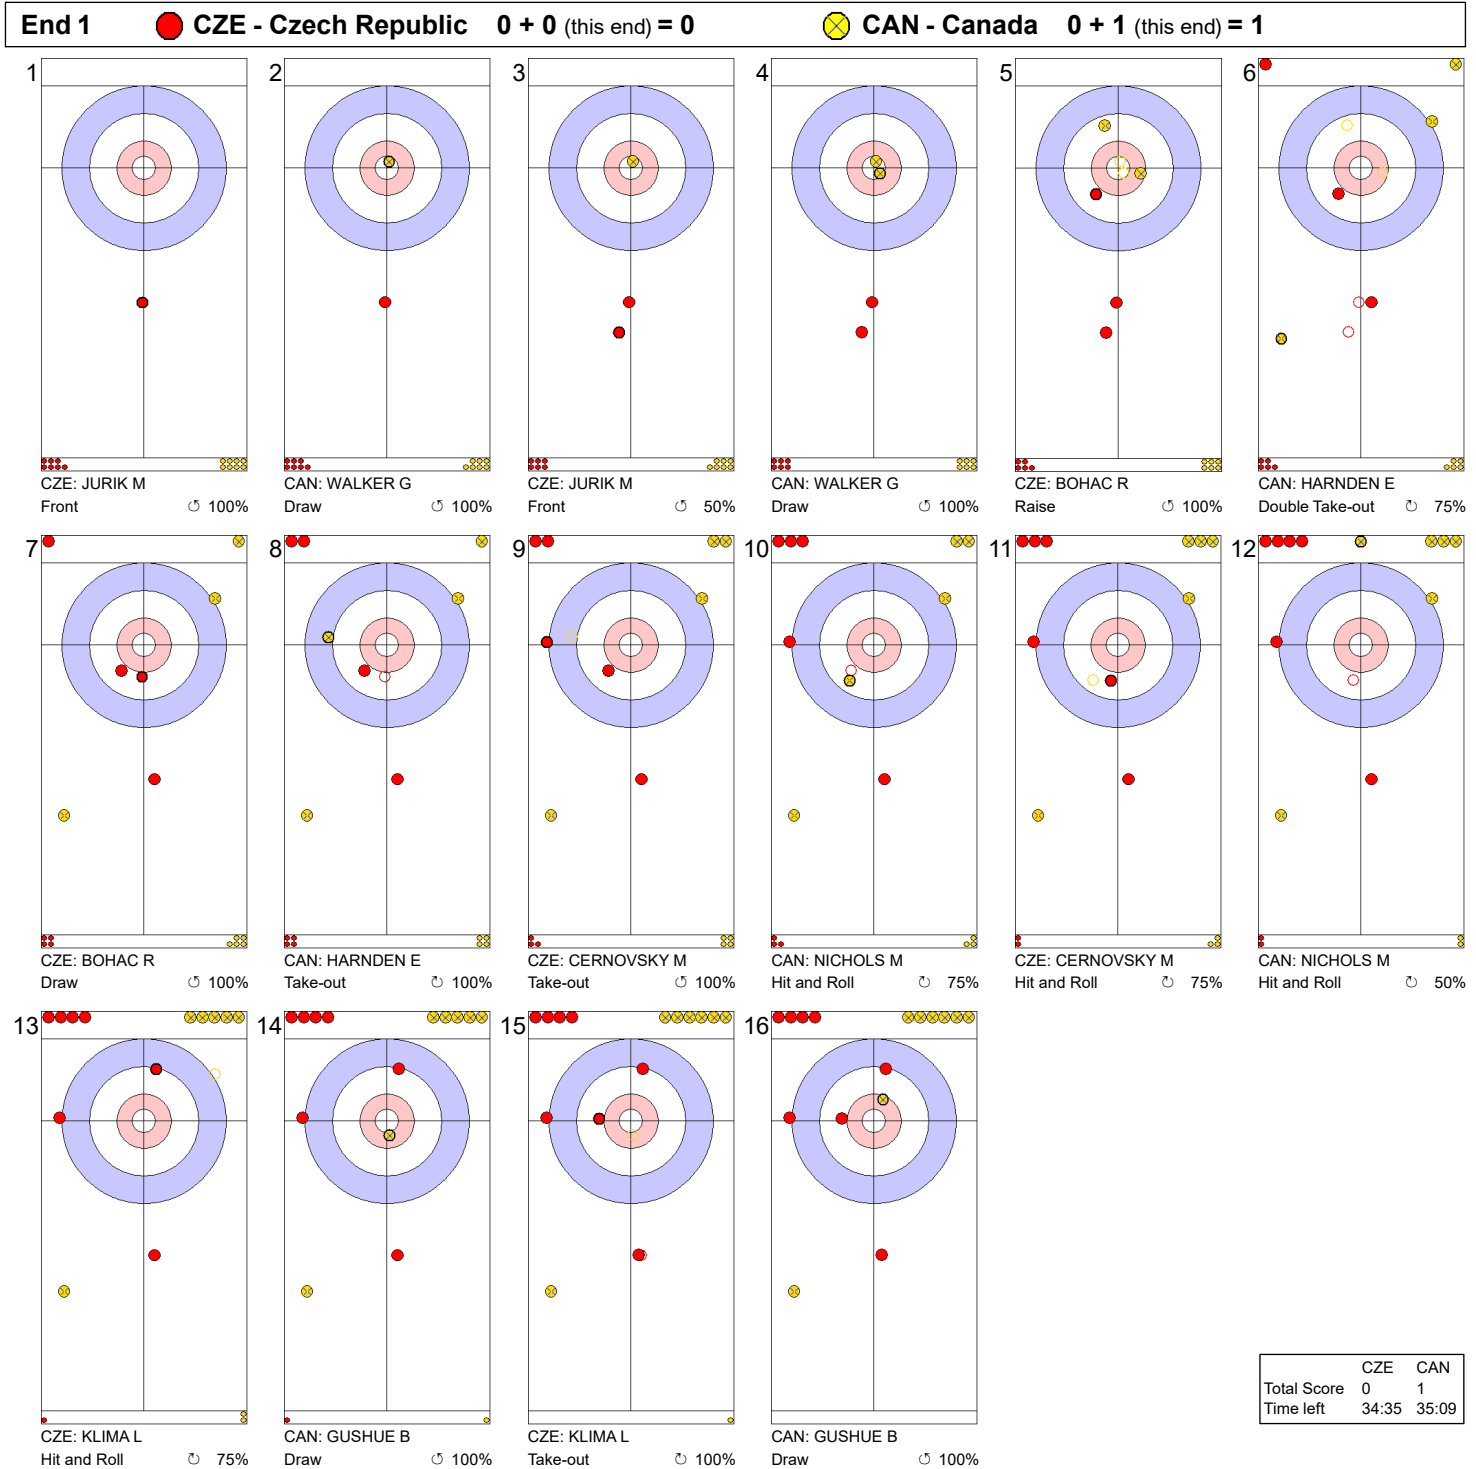 End 1 CZE - Czech Republic 0 + 0 (this end) = 0 CAN - Canada 0 + 1 (this end) = 1
1 2 3 4 5 6
CZE: JURIK M CAN: WALKER G CZE: JURIK M CAN: WALKER G CZE: BOHAC R CAN: HARNDEN E
Front ↺ 100% Draw ↺ 100% Front ↺ 50% Draw ↺ 100% Raise ↺ 100% Double Take-out ↻ 75%
7 8 9 10 11 12
CZE: BOHAC R CAN: HARNDEN E CZE: CERNOVSKY M CAN: NICHOLS M CZE: CERNOVSKY M CAN: NICHOLS M
Draw ↺ 100% Take-out ↻ 100% Take-out ↻ 100% Hit and Roll ↻ 75% Hit and Roll ↻ 75% Hit and Roll ↻ 50%
13 14 15 16
CZE: KLIMA L CAN: GUSHUE B CZE: KLIMA L CAN: GUSHUE B
Hit and Roll ↻ 75% Draw ↻ 100% Take-out ↻ 100% Draw ↻ 100%
CZE CAN
Total Score 0 1
Time left 34:35 35:09